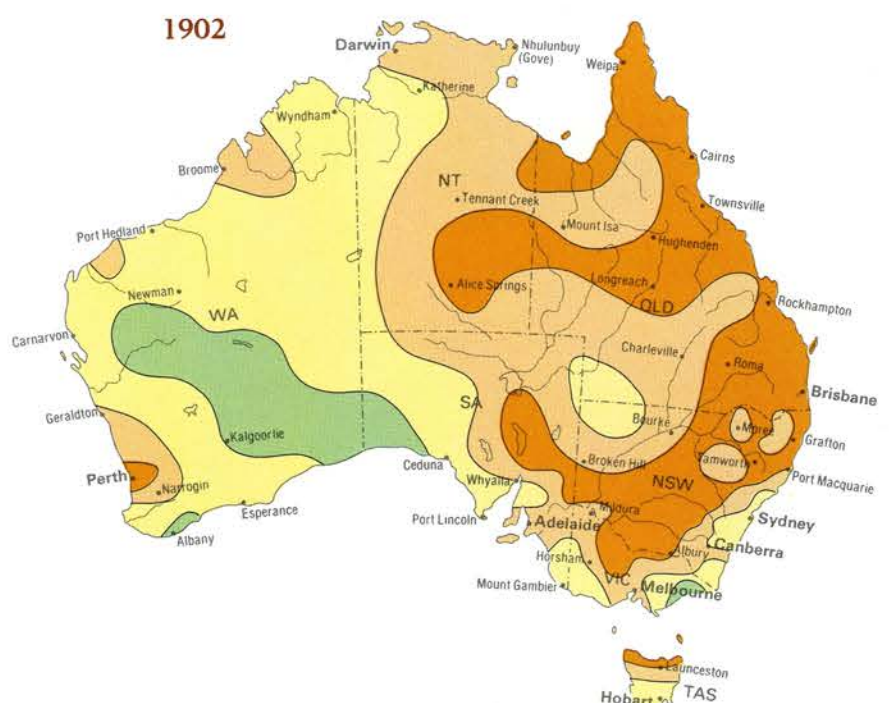 1902
Darwin
Nhulunbuy
(Gove)
Weipa
Katherine
Wyndham
Cairns
Broome
NT
Tennant Creek
Townsville
Mount Isa
Port Hedland
Hughenden
Longreach
Alice Springs
Newman
QLD
Rockhampton
WA
Carnarvon
Charleville
Roma
Brisbane
SA
Geraldton
Bourke
Moree
Kalgoorlie
Grafton
Ceduna
Broken Hill
Tamworth
Port Macquarie
Perth
Whyalla
NSW
Narrogin
Esperance
Mildura
Port Lincoln
Adelaide
Sydney
Albany
Canberra
Albury
Horsham
VIC
Mount Gambier
Melbourne
Launceston
TAS
Hobart